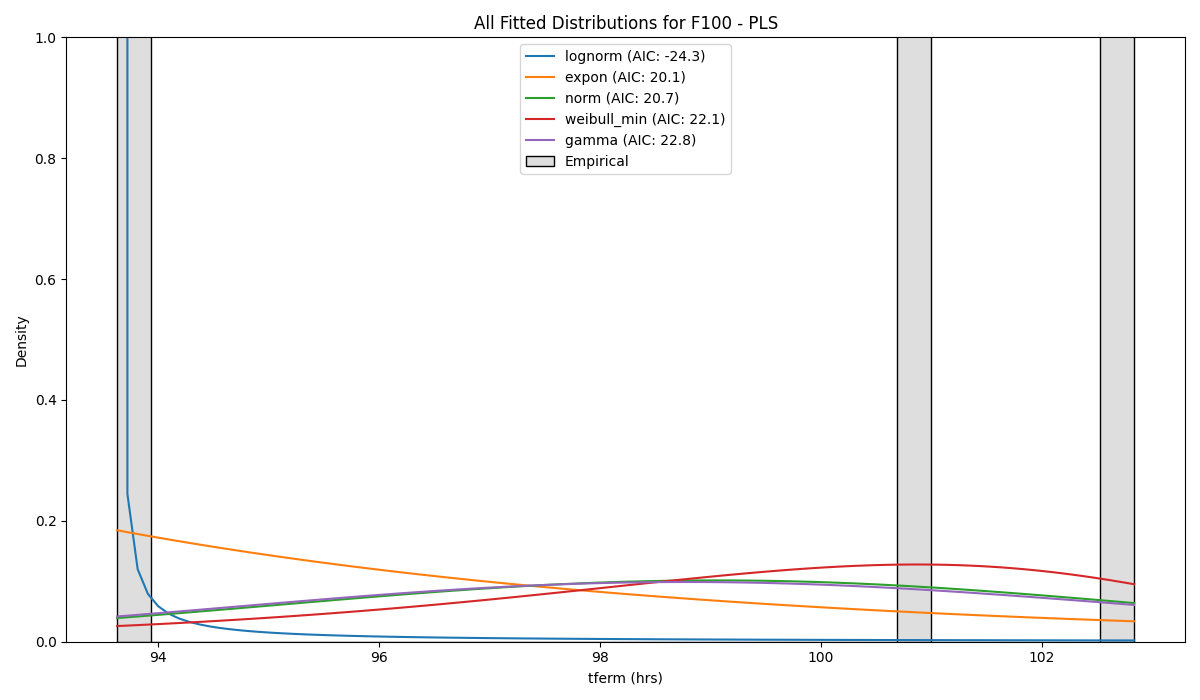 All Fitted Distributions for F100 - PLS
1.0
0.8
0.6
0.4
0.2
0.0
Density
lognorm (AIC: -24.3)
expon (AIC: 20.1)
norm (AIC: 20.7)
weibull_min (AIC: 22.1)
gamma (AIC: 22.8)
Empirical
94 96 98 100 102
tferm (hrs)